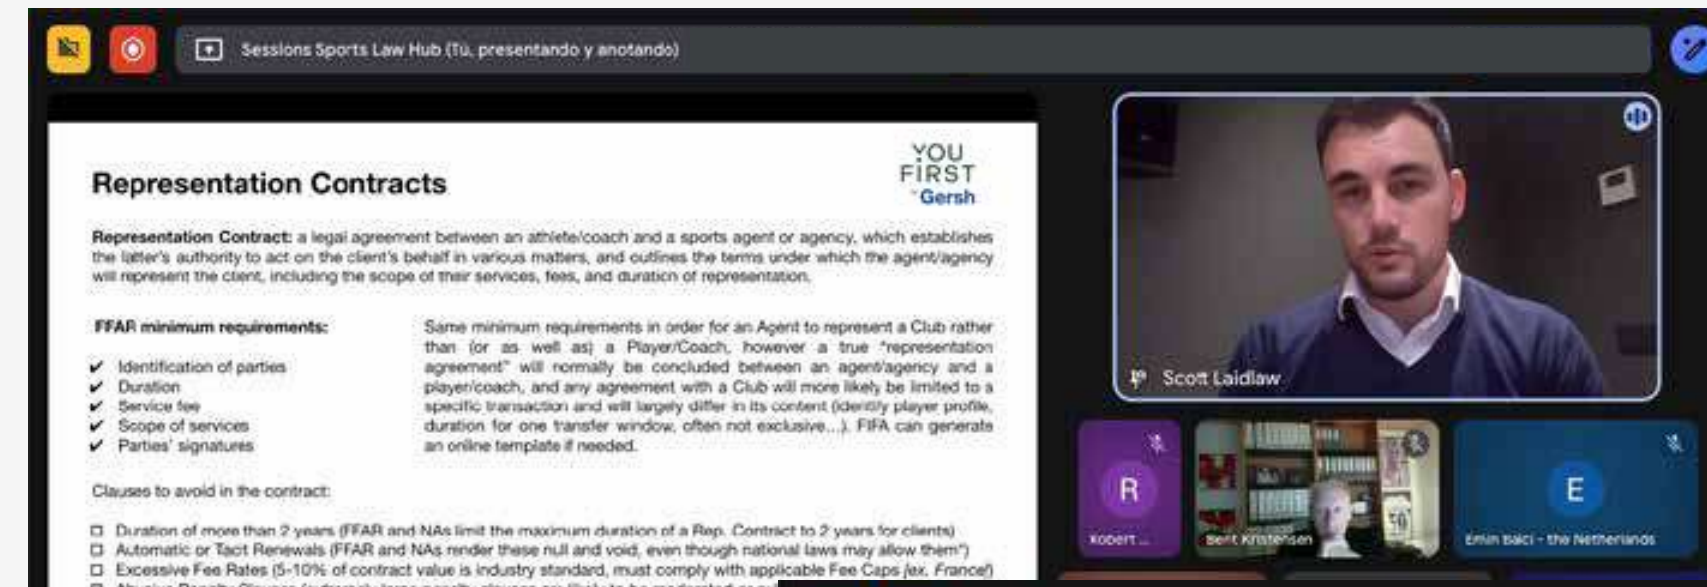 Sessions Sports Law Hub (Tú, presentando y anotando)
YOU
FIRST
Gersh
Representation Contracts
Representation Contract: a legal agreement between an athlete/coach and a sports agent or agency, which establishes
the latter's authority to act on the client's behalf in various matters, and outlines the terms under which the agent/agency
will represent the client, including the scope of their services, fees, and duration of representation.
FFAR minimum requirements:
✔ Identification of parties
✔ Duration
✔ Service fee
✔ Scope of services
✔ Parties' signatures
Same minimum requirements in order for an Agent to represent a Club rather
than (or as well as) a Player/Coach, however a true "representation
agreement" will normally be concluded between an agent/agency and a
player/coach, and any agreement with a Club will more likely be limited to a
specific transaction and will largely differ in its content (identify player profile,
duration for one transfer window, often not exclusive...). FIFA can generate
an online template if needed.
Clauses to avoid in the contract:
☐ Duration of more than 2 years (FFAR and NAs limit the maximum duration of a Rep. Contract to 2 years for clients)
☐ Automatic or Tact Renewals (FFAR and NAs render these null and void, even though national laws may allow them*)
☐ Excessive Fee Rates (5-10% of contract value is industry standard, must comply with applicable Fee Caps [ex. France!)
Scott Laidlaw
R
Robert ...
Bent Kristensen
E
Emin Balci - the Netherlands